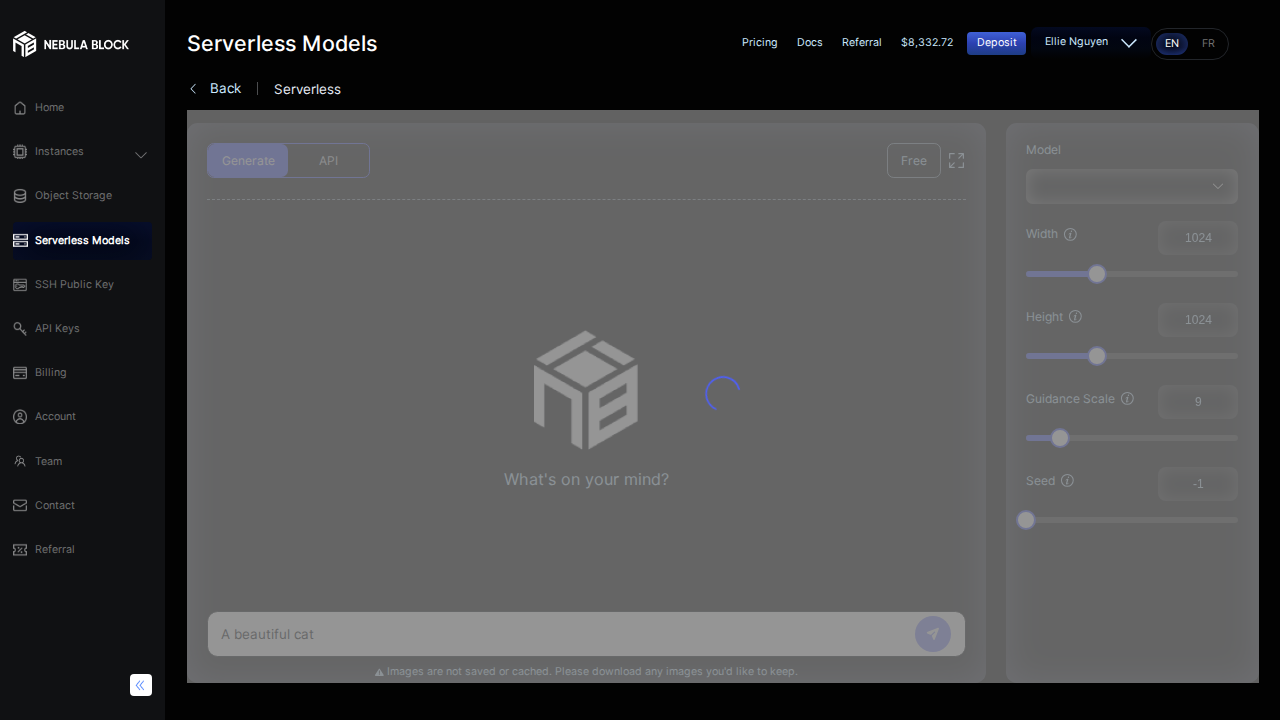 NEBULA BLOCK
Home
Instances
Object Storage
Serverless Models
SSH Public Key
API Keys
Billing
Account
Team
Contact
Referral
Serverless Models
Pricing Docs Referral $8,332.72 Deposit Ellie Nguyen EN FR
Back | Serverless
Generate API Free
What's on your mind?
A beautiful cat
Images are not saved or cached. Please download any images you'd like to keep.
Model
Width 1024
Height 1024
Guidance Scale 9
Seed -1